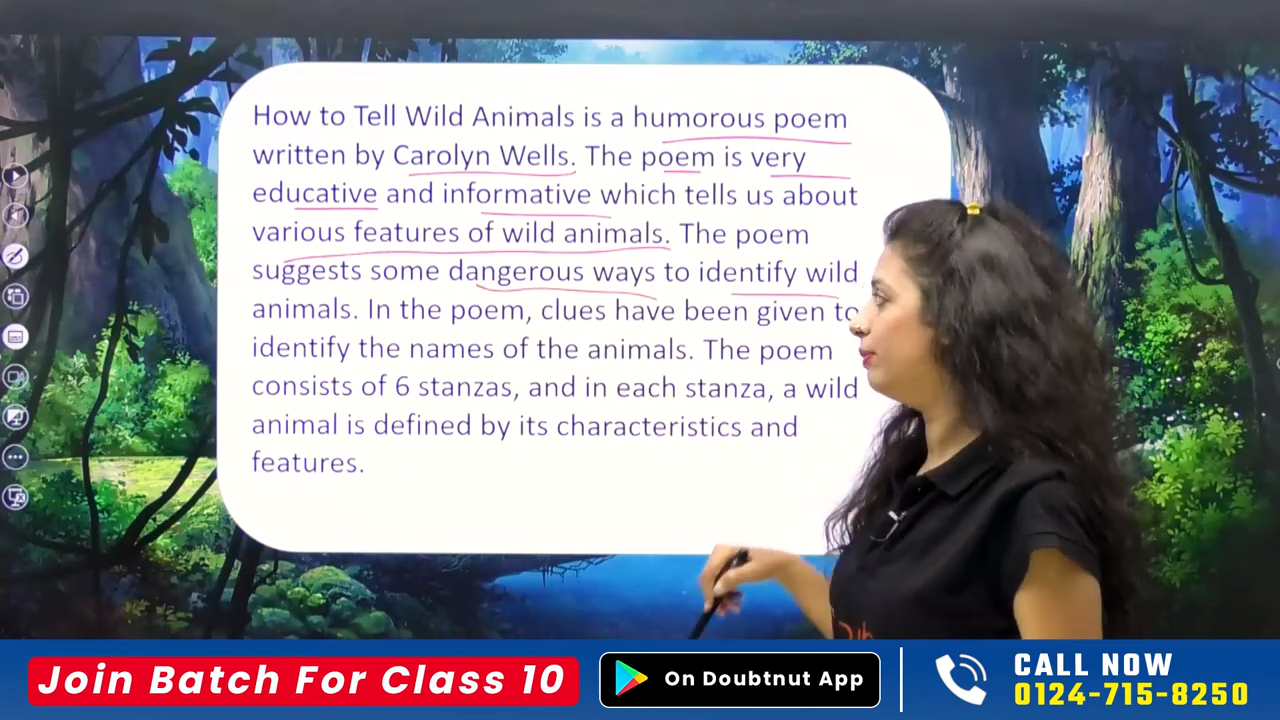 How to Tell Wild Animals is a humorous poem
written by Carolyn Wells. The poem is very
educative and informative which tells us about
various features of wild animals. The poem
suggests some dangerous ways to identify wild
animals. In the poem, clues have been given to
identify the names of the animals. The poem
consists of 6 stanzas, and in each stanza, a wild
animal is defined by its characteristics and
features.
Join Batch For Class 10
On Doubtnut App
CALL NOW
0124-715-8250